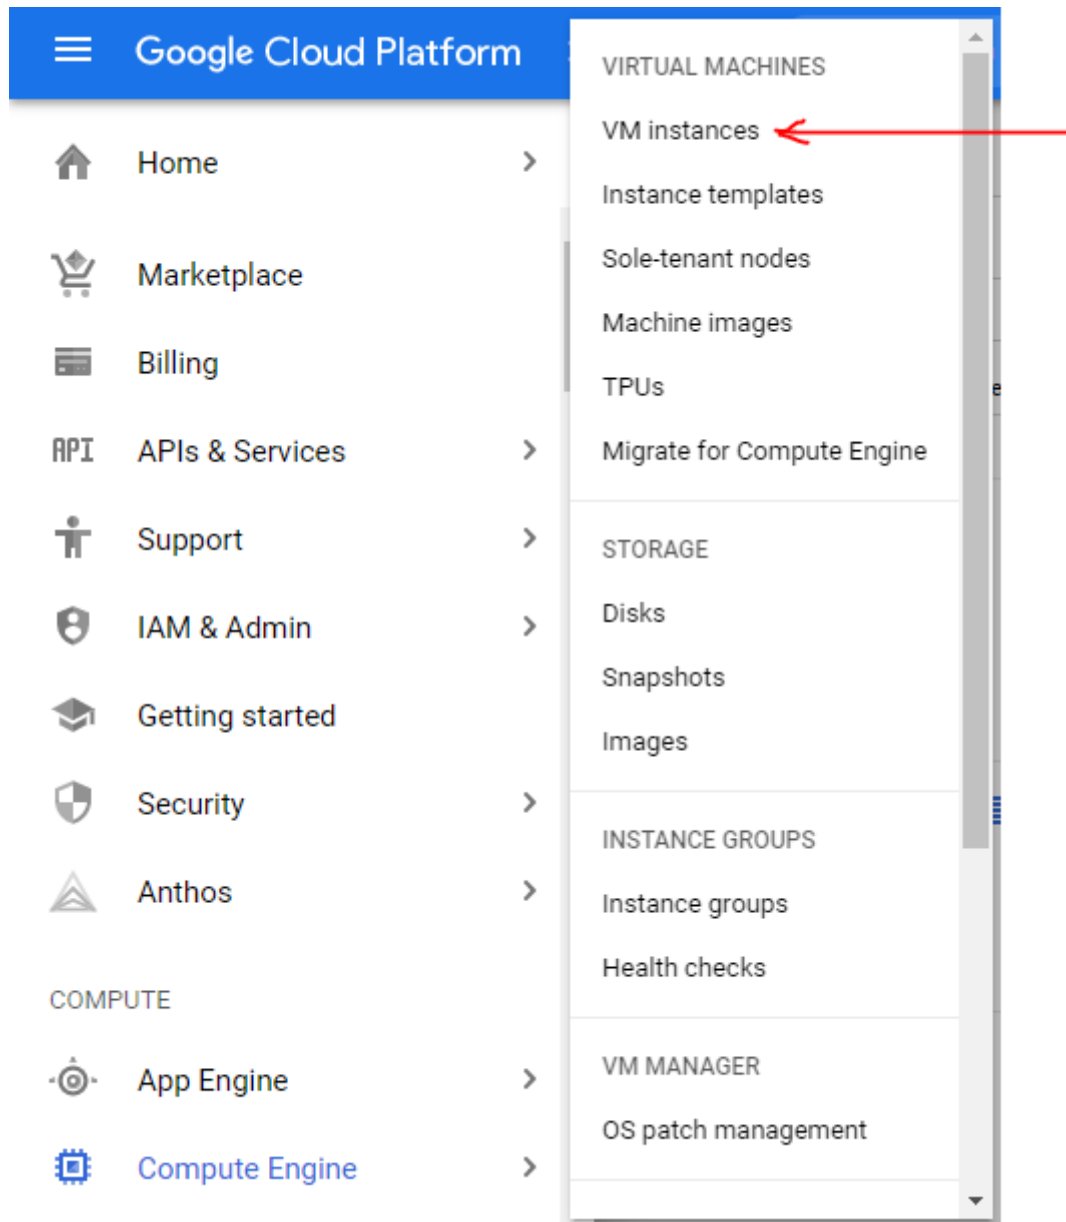 Google Cloud Platform
Home
Marketplace
Billing
API APIs & Services
Support
IAM & Admin
Getting started
Security
Anthos
COMPUTE
App Engine
Compute Engine
VIRTUAL MACHINES
VM instances
Instance templates
Sole-tenant nodes
Machine images
TPUs
Migrate for Compute Engine
STORAGE
Disks
Snapshots
Images
INSTANCE GROUPS
Instance groups
Health checks
VM MANAGER
OS patch management